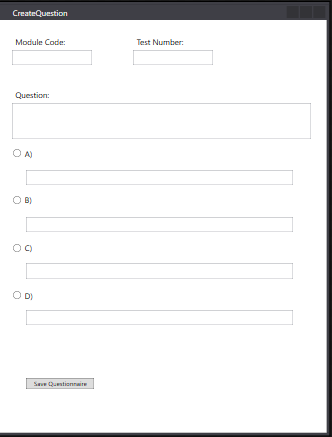 CreateQuestion
Module Code: Test Number:
Question:
A)
B)
C)
D)
Save Questionnaire